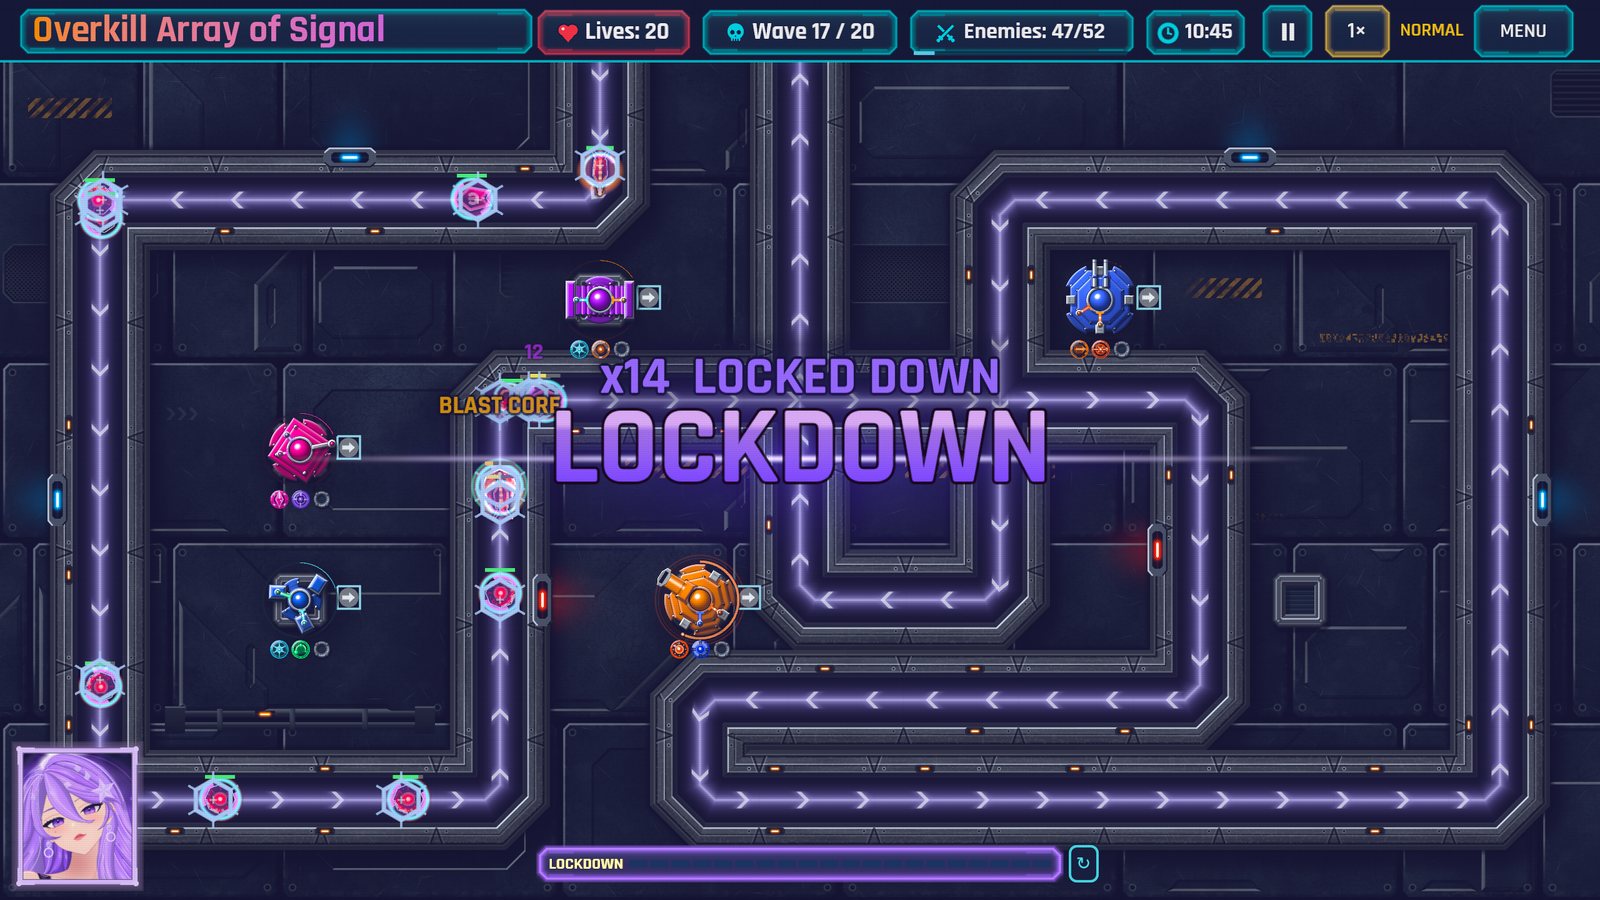 Overkill Array of Signal
Lives: 20
Wave 17 / 20
Enemies: 47/52
10:45
1×
NORMAL
MENU
12
x14 LOCKED DOWN
BLAST CORE
LOCKDOWN
LOCKDOWN